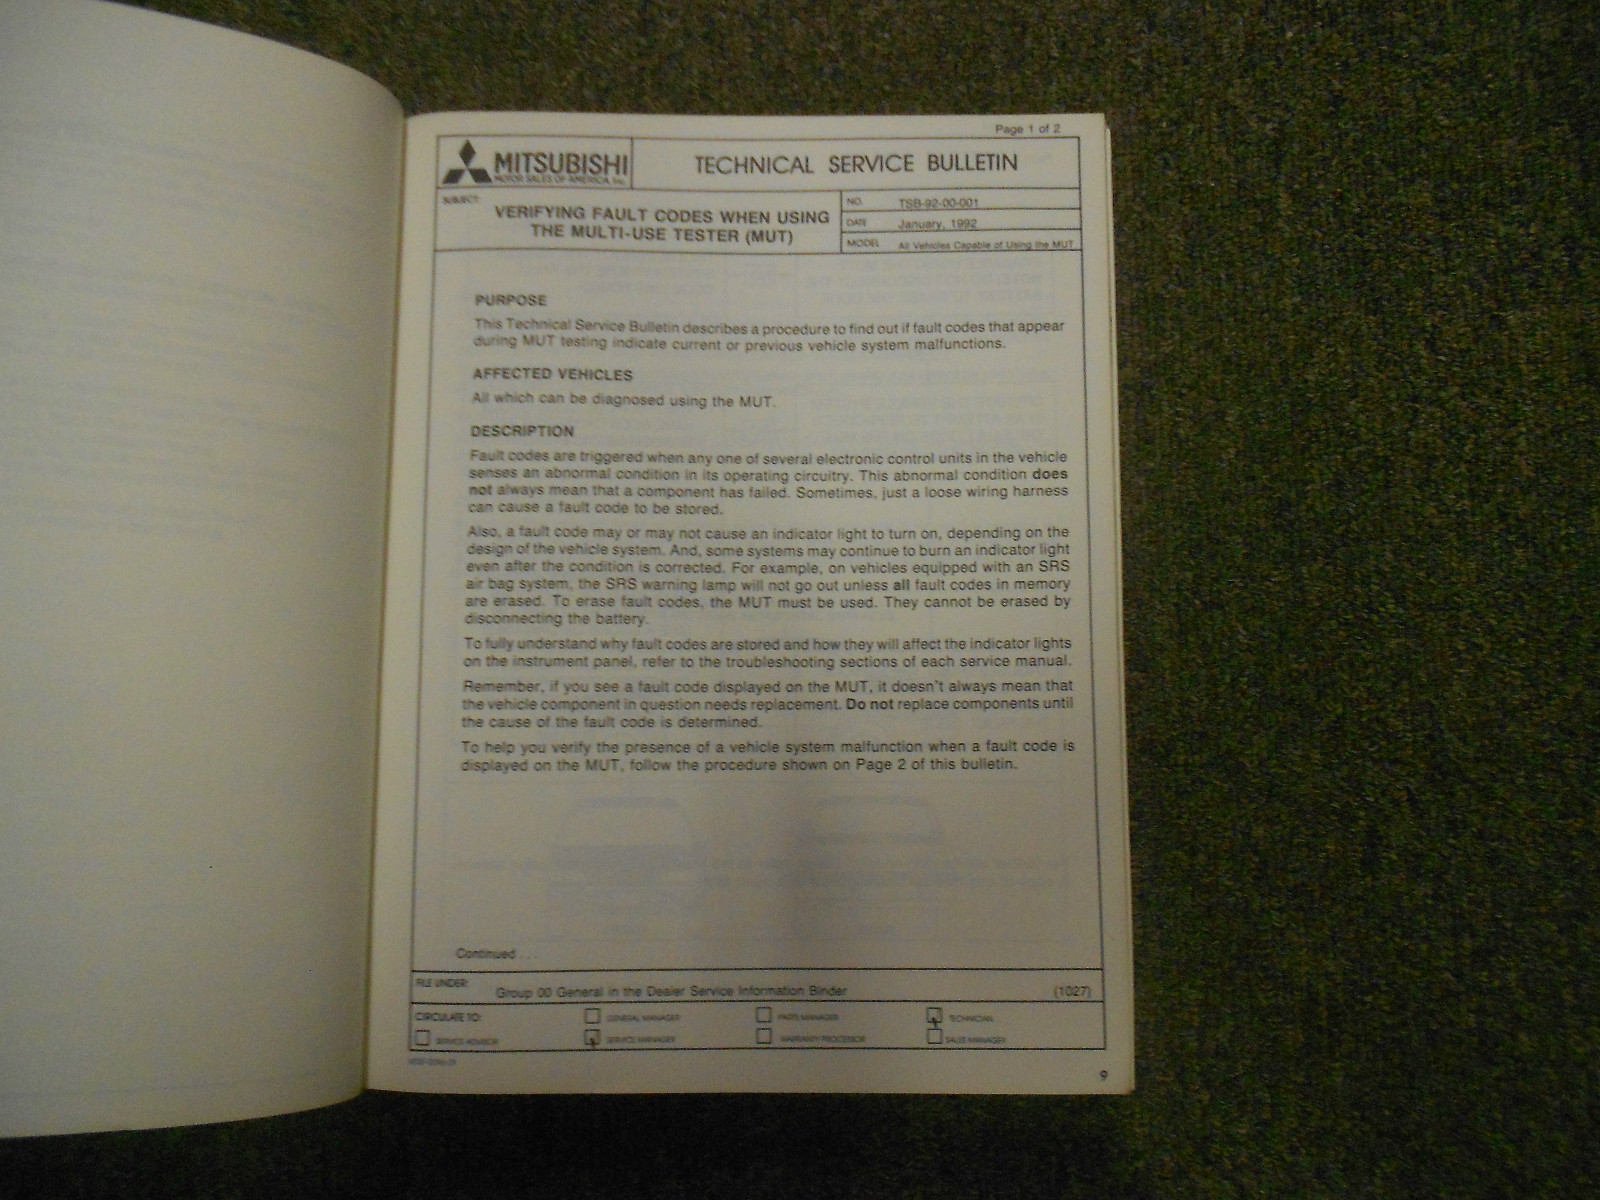 Page 1 of 2
MITSUBISHI
MOTOR SALES OF AMERICA, Inc.
TECHNICAL SERVICE BULLETIN
SUBJECT:
VERIFYING FAULT CODES WHEN USING
THE MULTI-USE TESTER (MUT)
NO. TSB-92-00-001
DATE January, 1992
MODEL All Vehicles Capable of Using the MUT
PURPOSE
This Technical Service Bulletin describes a procedure to find out if fault codes that appear
during MUT testing indicate current or previous vehicle system malfunctions.
AFFECTED VEHICLES
All which can be diagnosed using the MUT.
DESCRIPTION
Fault codes are triggered when any one of several electronic control units in the vehicle
senses an abnormal condition in its operating circuitry. This abnormal condition does
not always mean that a component has failed. Sometimes, just a loose wiring harness
can cause a fault code to be stored.
Also, a fault code may or may not cause an indicator light to turn on, depending on the
design of the vehicle system. And, some systems may continue to burn an indicator light
even after the condition is corrected. For example, on vehicles equipped with an SRS
air bag system, the SRS warning lamp will not go out unless all fault codes in memory
are erased. To erase fault codes, the MUT must be used. They cannot be erased by
disconnecting the battery.
To fully understand why fault codes are stored and how they will affect the indicator lights
on the instrument panel, refer to the troubleshooting sections of each service manual.
Remember, if you see a fault code displayed on the MUT, it doesn't always mean that
the vehicle component in question needs replacement. Do not replace components until
the cause of the fault code is determined.
To help you verify the presence of a vehicle system malfunction when a fault code is
displayed on the MUT, follow the procedure shown on Page 2 of this bulletin.
Continued . . .
FILE UNDER:
Group 00 General in the Dealer Service Information Binder (1027)
CIRCULATE TO: GENERAL MANAGER PARTS MANAGER TECHNICIAN
SERVICE ADVISOR SERVICE MANAGER WARRANTY PROCESSOR SALES MANAGER
9